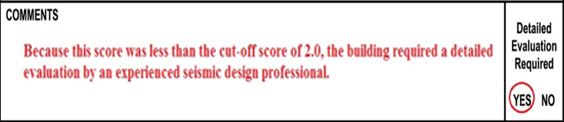 COMMENTS
Because this score was less than the cut-off score of 2.0, the building required a detailed
evaluation by an experienced seismic design professional.
Detailed
Evaluation
Required
YES NO